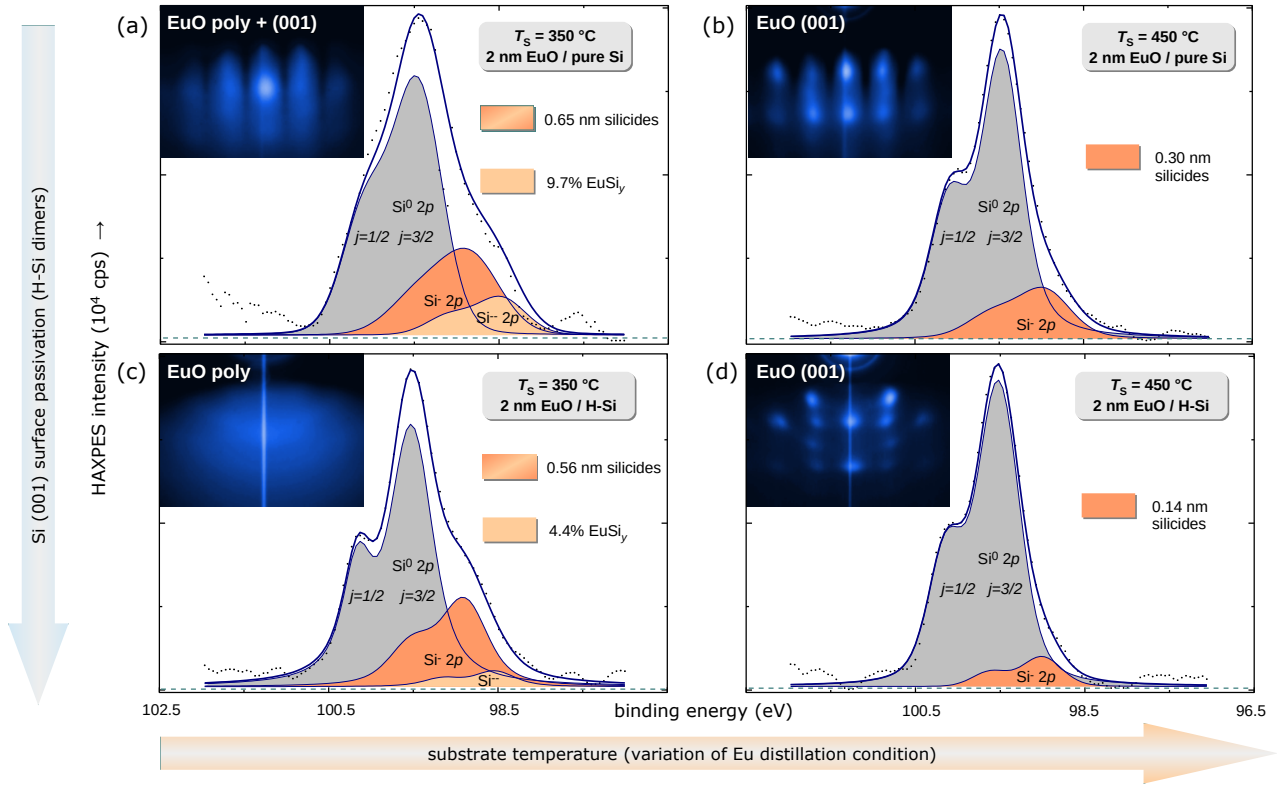 Si (001) surface passivation (H-Si dimers)
HAXPES intensity (10⁴ cps) →
(a)
EuO poly + (001)
T_S = 350 °C
2 nm EuO / pure Si
0.65 nm silicides
9.7% EuSi_y
Si⁰ 2p
j=1/2 j=3/2
Si⁻ 2p
Si⁻⁻ 2p
(b)
EuO (001)
T_S = 450 °C
2 nm EuO / pure Si
0.30 nm
silicides
Si⁰ 2p
j=1/2 j=3/2
Si⁻ 2p
(c)
EuO poly
T_S = 350 °C
2 nm EuO / H-Si
0.56 nm silicides
4.4% EuSi_y
Si⁰ 2p
j=1/2 j=3/2
Si⁻ 2p
Si⁻⁻
(d)
EuO (001)
T_S = 450 °C
2 nm EuO / H-Si
0.14 nm
silicides
Si⁰ 2p
j=1/2 j=3/2
Si⁻ 2p
102.5 100.5 98.5 binding energy (eV) 100.5 98.5 96.5
substrate temperature (variation of Eu distillation condition)